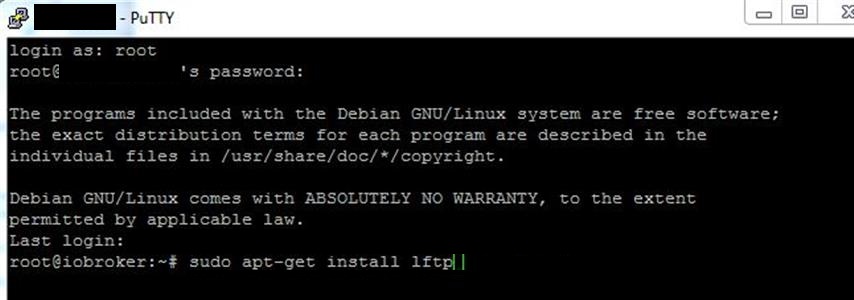 - PuTTY
login as: root
root@ 's password:
The programs included with the Debian GNU/Linux system are free software;
the exact distribution terms for each program are described in the
individual files in /usr/share/doc/*/copyright.
Debian GNU/Linux comes with ABSOLUTELY NO WARRANTY, to the extent
permitted by applicable law.
Last login:
root@iobroker:~# sudo apt-get install lftp